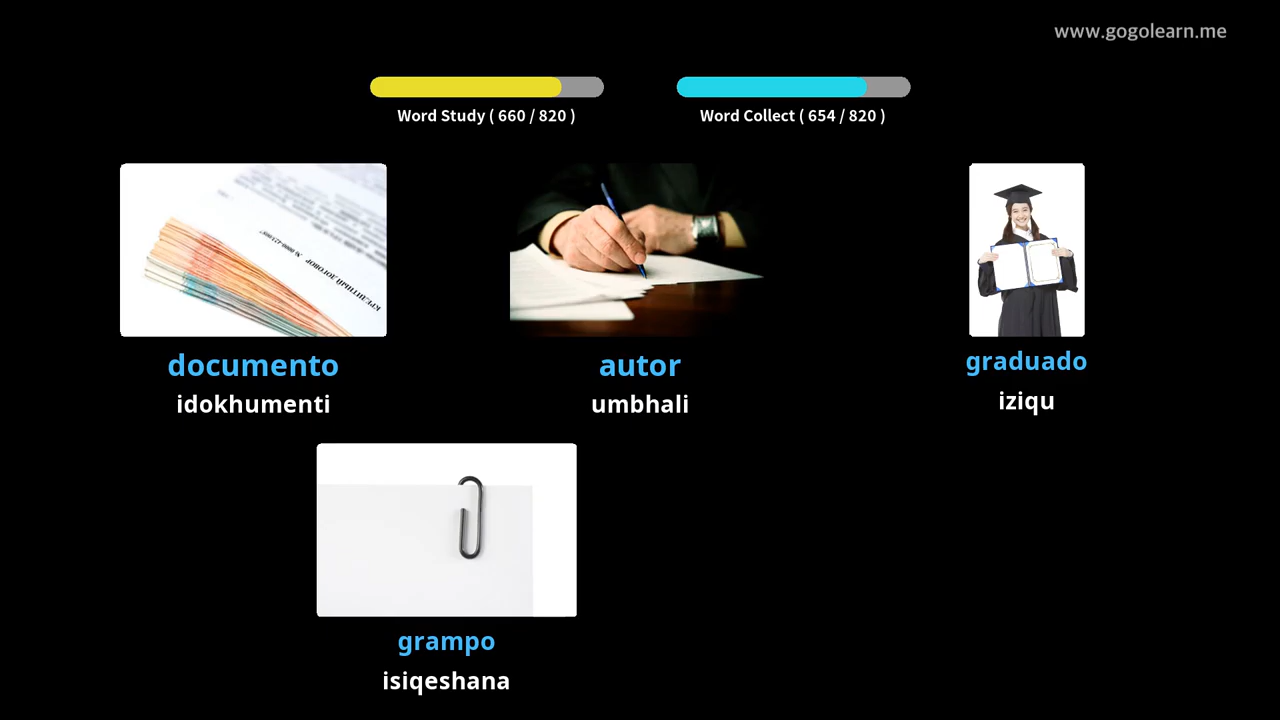 www.gogolearn.me
Word Study ( 660 / 820 )
Word Collect ( 654 / 820 )
documento
idokhumenti
autor
umbhali
graduado
iziqu
grampo
isiqeshana